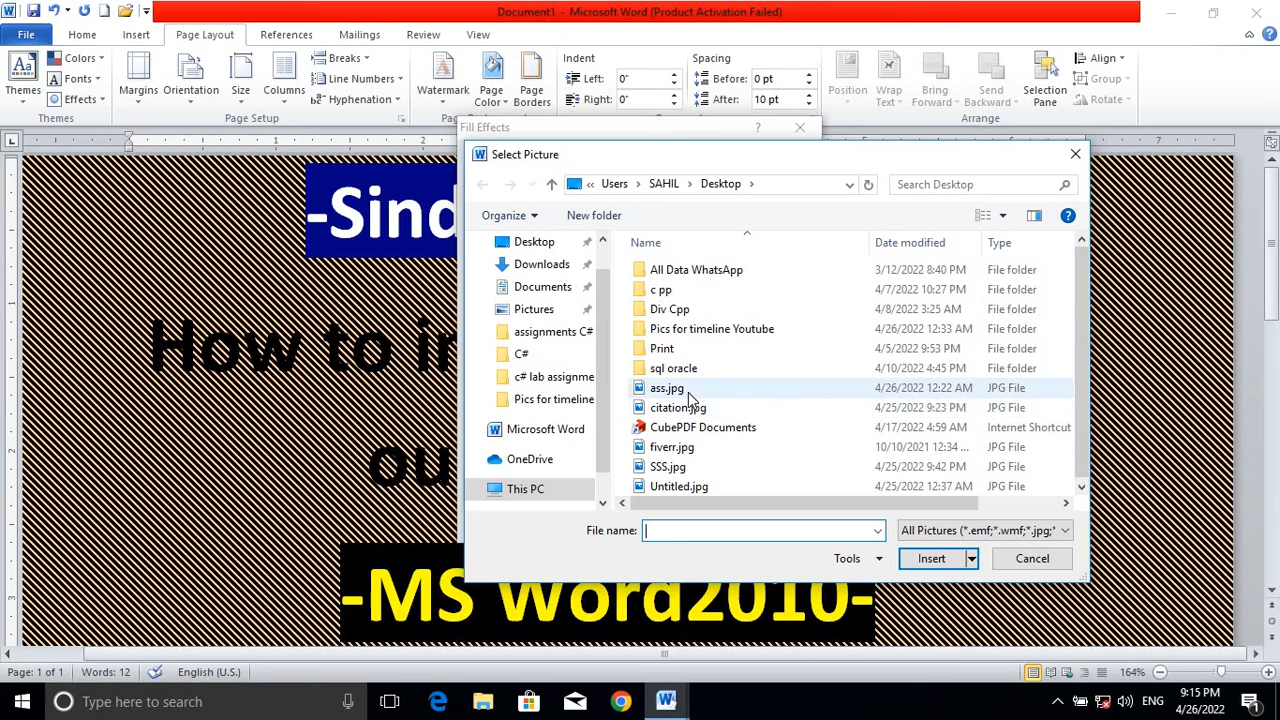 Document1 - Microsoft Word (Product Activation Failed)
File Home Insert Page Layout References Mailings Review View
Themes
Colors
Fonts
Effects
Themes
Margins
Orientation
Size
Columns
Breaks
Line Numbers
Hyphenation
Page Setup
Watermark
Page Color
Page Borders
Indent
Left: 0"
Right: 0"
Spacing
Before: 0 pt
After: 10 pt
Position
Wrap Text
Bring Forward
Send Backward
Selection Pane
Align
Group
Rotate
Arrange
Fill Effects
Select Picture
« Users › SAHIL › Desktop ›
Search Desktop
Organize New folder
Desktop
Downloads
Documents
Pictures
assignments C#
C#
c# lab assignme
Pics for timeline
Microsoft Word
OneDrive
This PC
Name Date modified Type
All Data WhatsApp 3/12/2022 8:40 PM File folder
c pp 4/7/2022 10:27 PM File folder
Div Cpp 4/8/2022 3:25 AM File folder
Pics for timeline Youtube 4/26/2022 12:33 AM File folder
Print 4/5/2022 9:53 PM File folder
sql oracle 4/10/2022 4:45 PM File folder
ass.jpg 4/26/2022 12:22 AM JPG File
citation.jpg 4/25/2022 9:23 PM JPG File
CubePDF Documents 4/17/2022 4:59 AM Internet Shortcut
fiverr.jpg 10/10/2021 12:34 ... JPG File
SSS.jpg 4/25/2022 9:42 PM JPG File
Untitled.jpg 4/25/2022 12:37 AM JPG File
File name:
All Pictures (*.emf;*.wmf;*.jpg;*
Tools Insert Cancel
-Sind
How to in
ou
-MS Word2010-
Page: 1 of 1 Words: 12 English (U.S.) 164%
Type here to search
ENG
9:15 PM
4/26/2022